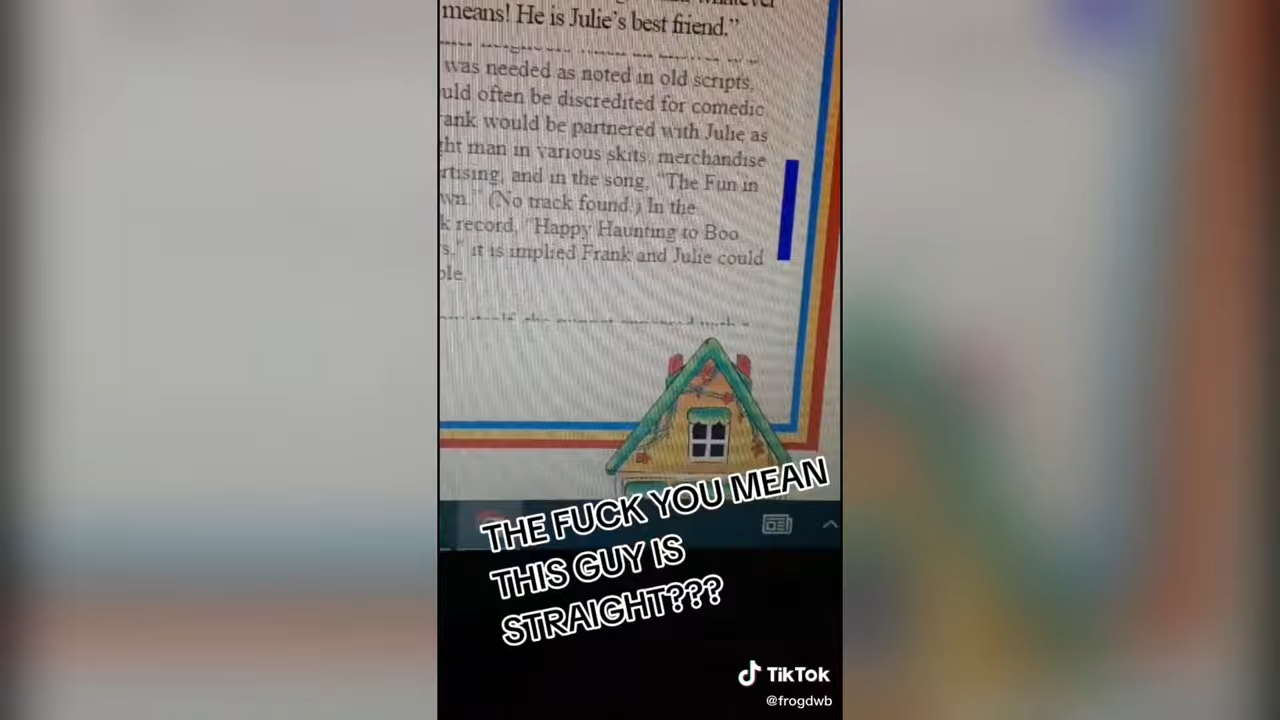 means! He is Julie's best friend."
was needed as noted in old scripts,
uld often be discredited for comedic
ank would be partnered with Julie as
ht man in various skits, merchandise
rtising, and in the song, "The Fun in
wn." (No track found.) In the
k record, "Happy Haunting to Boo
s," it is implied Frank and Julie could
ple
THE FUCK YOU MEAN
THIS GUY IS
STRAIGHT???
TikTok
@frogdwb